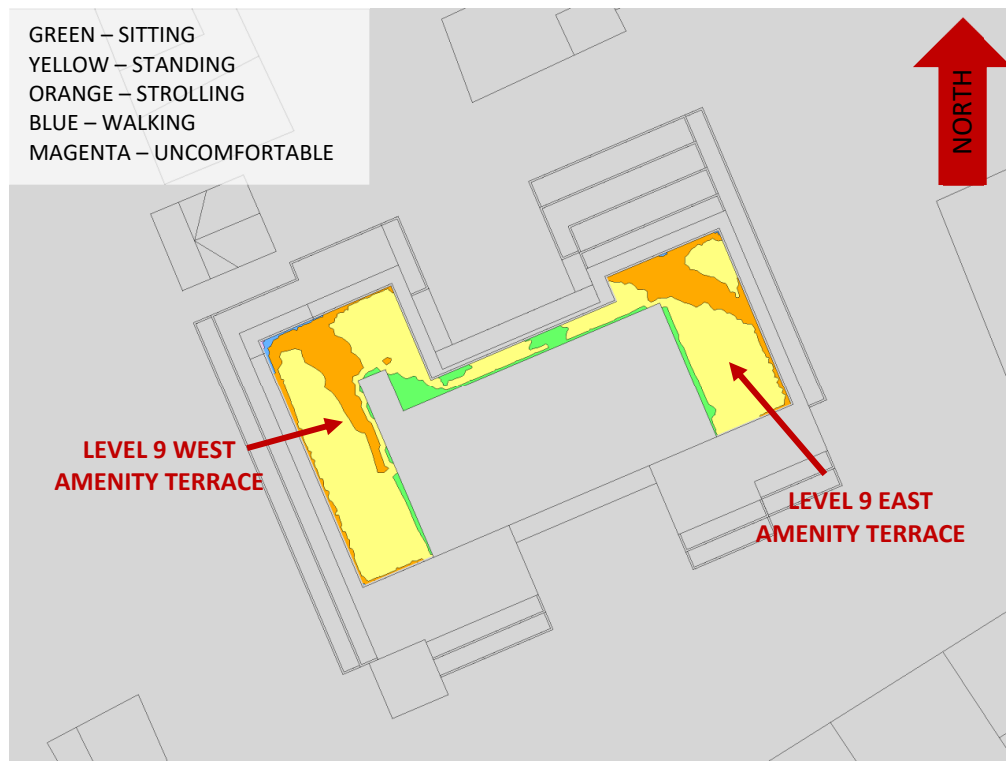 GREEN – SITTING
YELLOW – STANDING
ORANGE – STROLLING
BLUE – WALKING
MAGENTA – UNCOMFORTABLE
NORTH
LEVEL 9 WEST
AMENITY TERRACE
LEVEL 9 EAST
AMENITY TERRACE